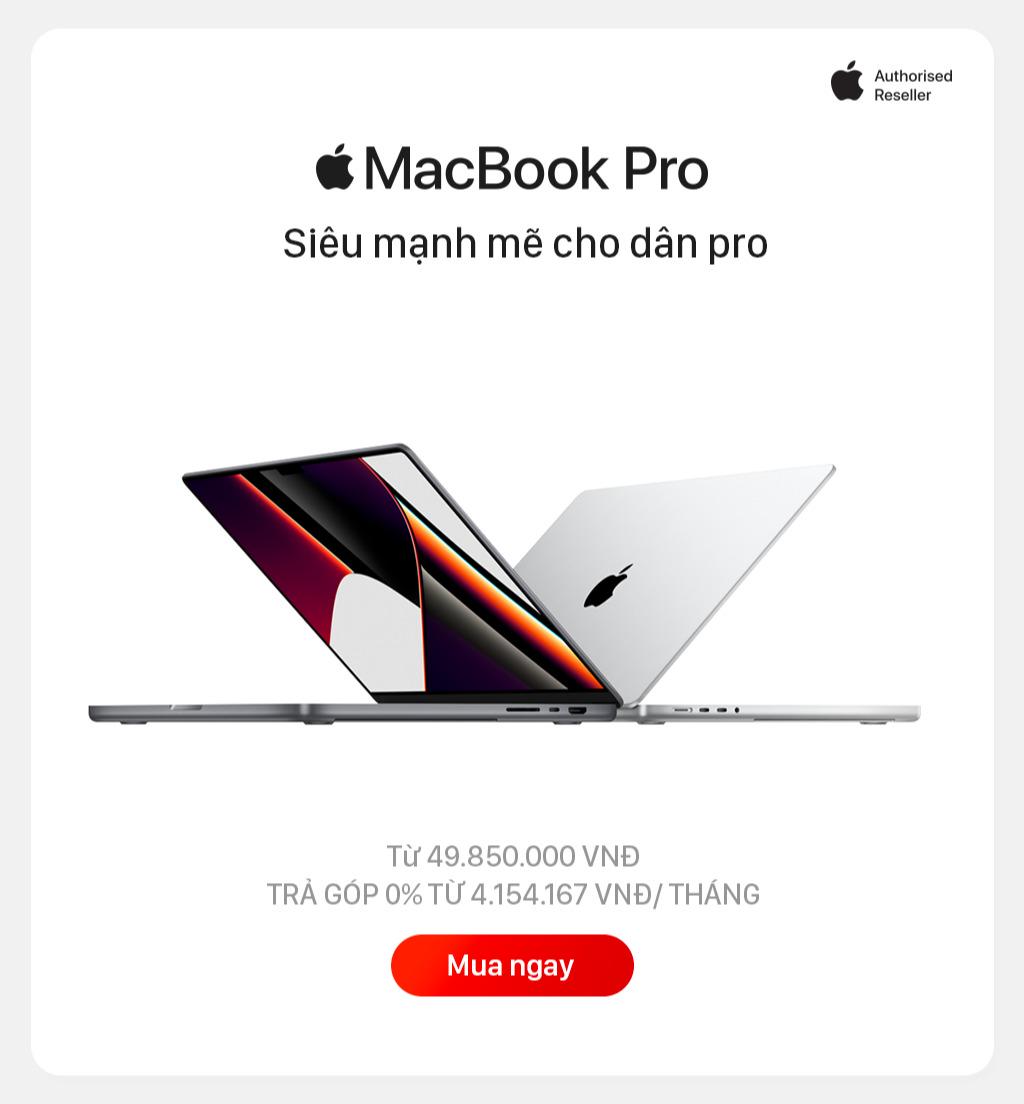 Authorised
Reseller
MacBook Pro
Siêu mạnh mẽ cho dân pro
Từ 49.850.000 VNĐ
TRẢ GÓP 0% TỪ 4.154.167 VNĐ/ THÁNG
Mua ngay